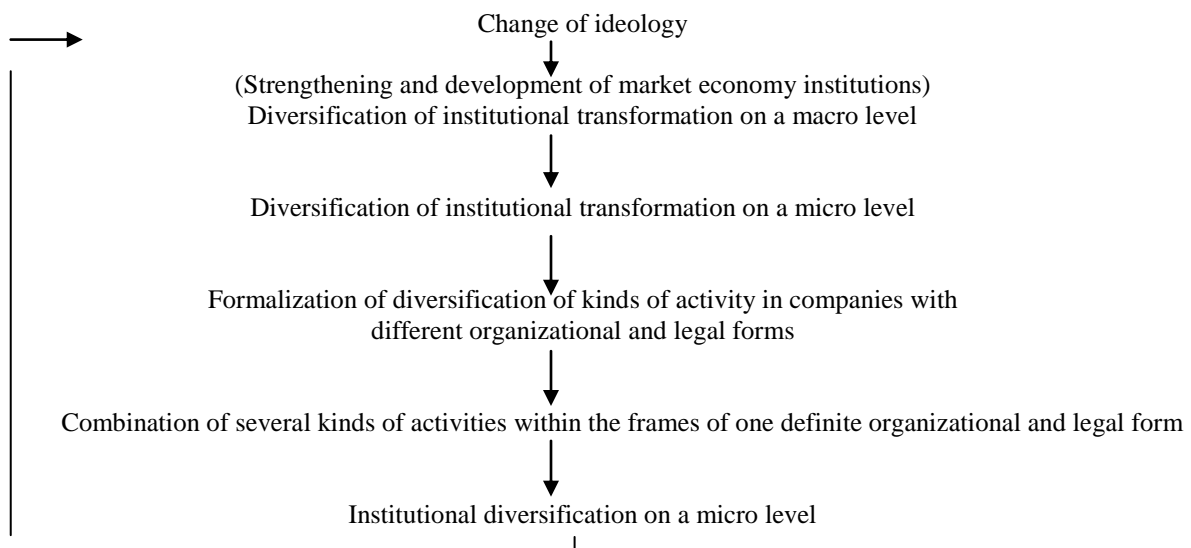 Change of ideology
(Strengthening and development of market economy institutions)
Diversification of institutional transformation on a macro level
Diversification of institutional transformation on a micro level
Formalization of diversification of kinds of activity in companies with
different organizational and legal forms
Combination of several kinds of activities within the frames of one definite organizational and legal form
Institutional diversification on a micro level